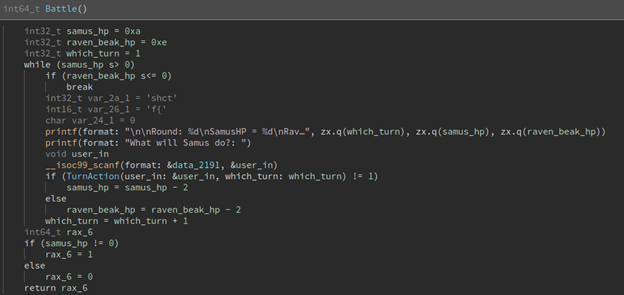 int64_t Battle()
int32_t samus_hp = 0xa
int32_t raven_beak_hp = 0xe
int32_t which_turn = 1
while (samus_hp s> 0)
if (raven_beak_hp s<= 0)
break
int32_t var_2a_1 = 'shct'
int16_t var_26_1 = 'f{'
char var_24_1 = 0
printf(format: "\n\nRound: %d\nSamusHP = %d\nRav…", zx.q(which_turn), zx.q(samus_hp), zx.q(raven_beak_hp))
printf(format: "What will Samus do?: ")
void user_in
__isoc99_scanf(format: &data_2191, &user_in)
if (TurnAction(user_in: &user_in, which_turn: which_turn) != 1)
samus_hp = samus_hp - 2
else
raven_beak_hp = raven_beak_hp - 2
which_turn = which_turn + 1
int64_t rax_6
if (samus_hp != 0)
rax_6 = 1
else
rax_6 = 0
return rax_6